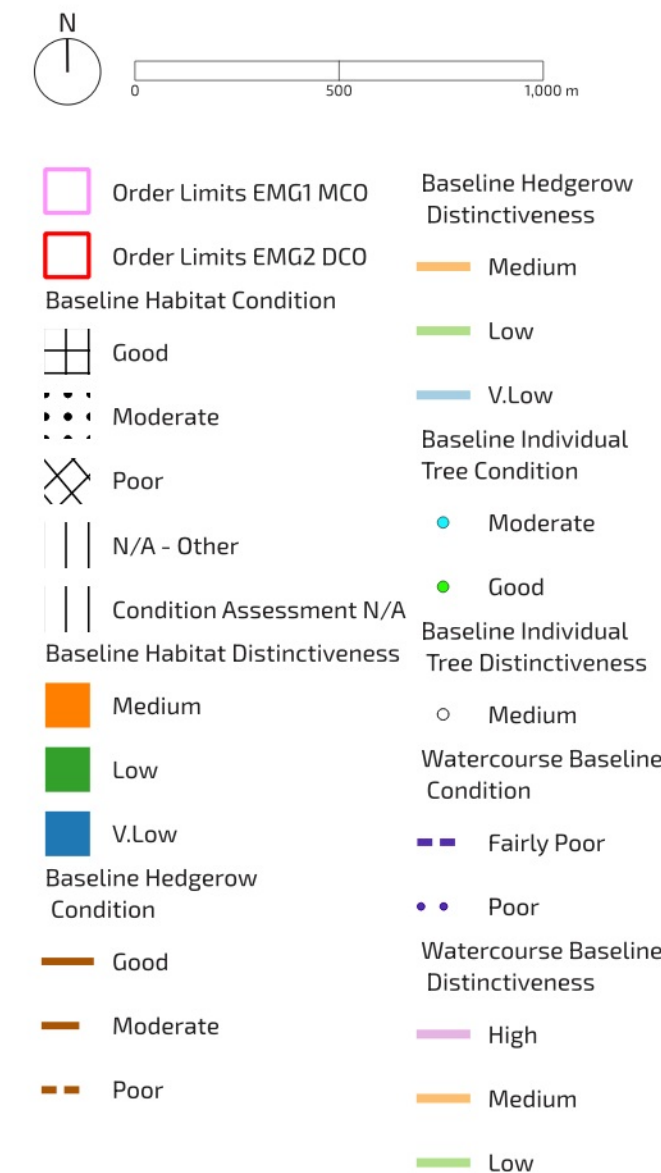 N
0 500 1,000 m
Order Limits EMG1 MCO
Order Limits EMG2 DCO
Baseline Habitat Condition
Good
Moderate
Poor
N/A - Other
Condition Assessment N/A
Baseline Habitat Distinctiveness
Medium
Low
V.Low
Baseline Hedgerow
Condition
Good
Moderate
Poor
Baseline Hedgerow
Distinctiveness
Medium
Low
V.Low
Baseline Individual
Tree Condition
Moderate
Good
Baseline Individual
Tree Distinctiveness
Medium
Watercourse Baseline
Condition
Fairly Poor
Poor
Watercourse Baseline
Distinctiveness
High
Medium
Low